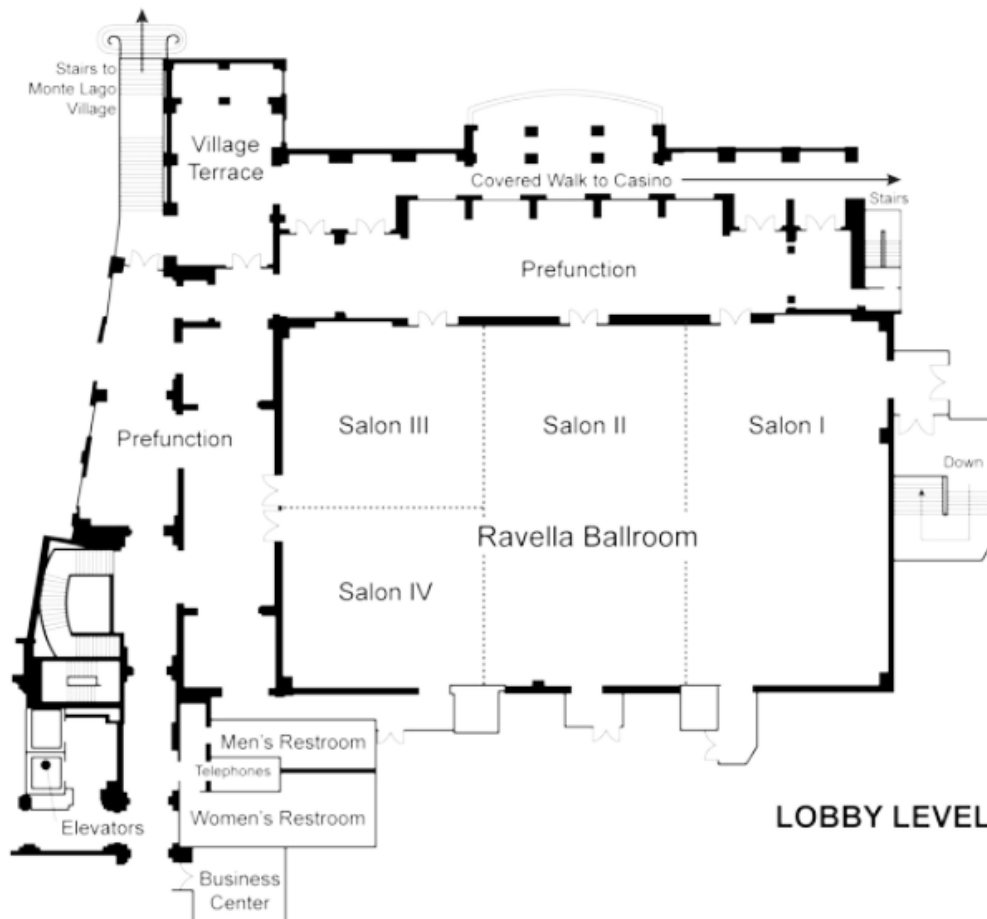 Stairs to
Monte Lago
Village
Village
Terrace
Covered Walk to Casino
Stairs
Prefunction
Salon III
Salon II
Salon I
Prefunction
Down
Ravella Ballroom
Salon IV
Men's Restroom
Telephones
Women's Restroom
Elevators
LOBBY LEVEL
Business
Center